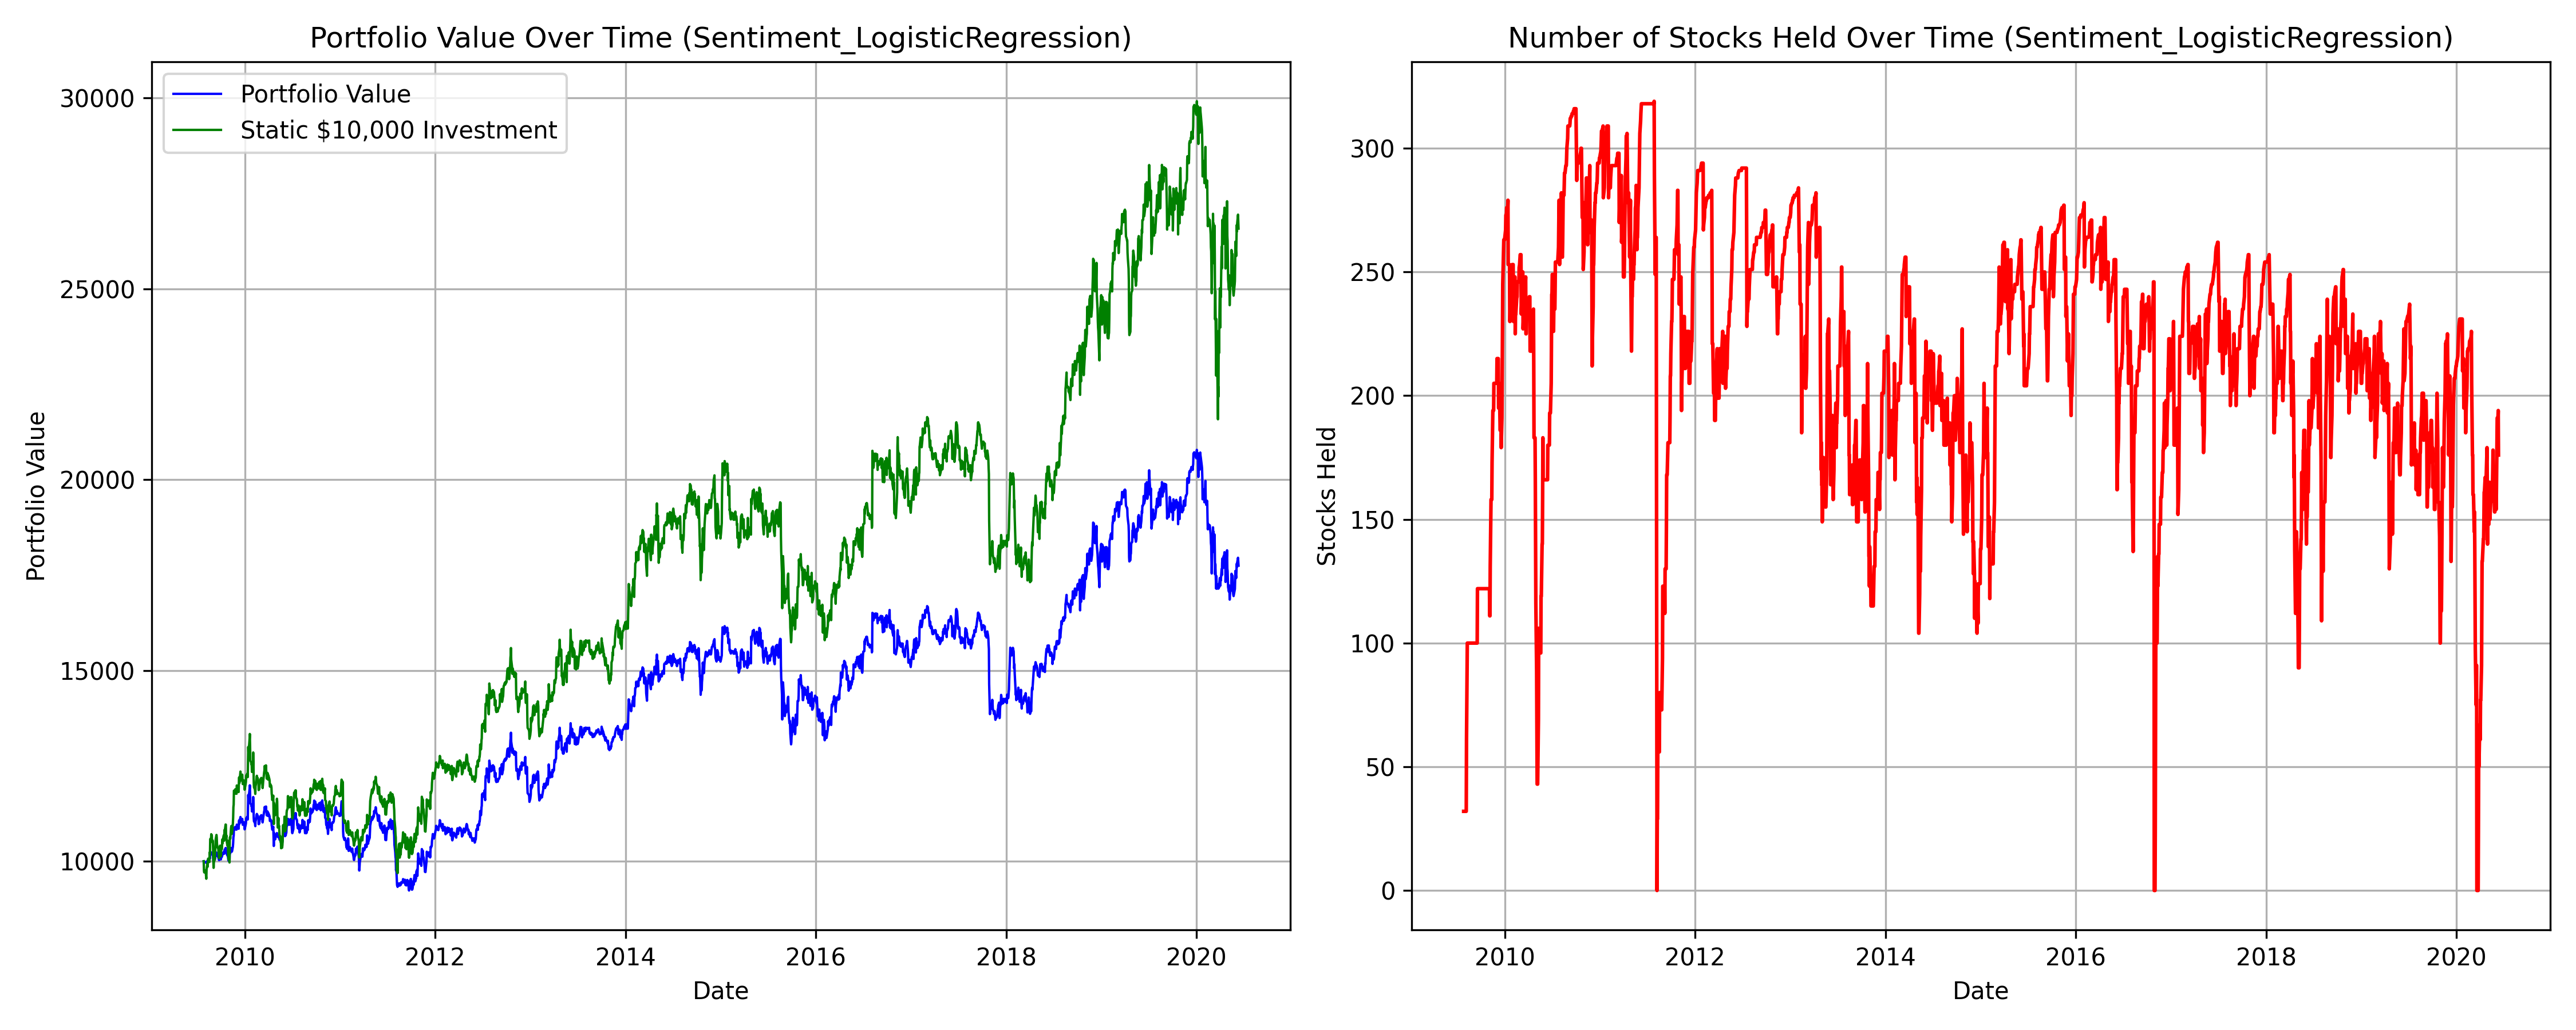 Portfolio Value Over Time (Sentiment_LogisticRegression)
Portfolio Value
Static $10,000 Investment
30000
25000
20000
15000
10000
Portfolio Value
2010 2012 2014 2016 2018 2020
Date
Number of Stocks Held Over Time (Sentiment_LogisticRegression)
300
250
200
150
100
50
0
Stocks Held
2010 2012 2014 2016 2018 2020
Date